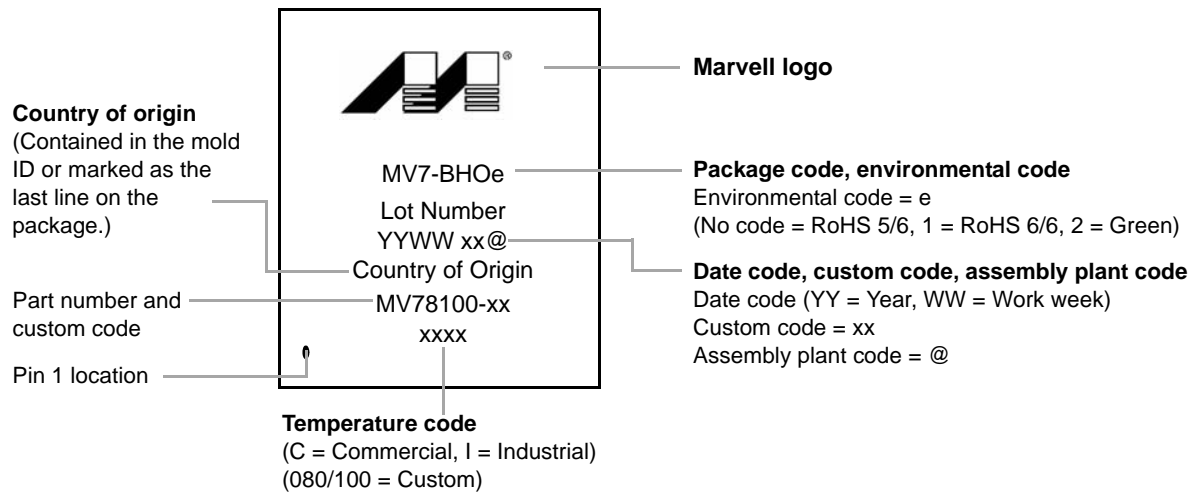 ®
Marvell logo
Country of origin
(Contained in the mold
ID or marked as the
last line on the
package.)
MV7-BHOe
Lot Number
YYWW xx@
Country of Origin
MV78100-xx
xxxx
Package code, environmental code
Environmental code = e
(No code = RoHS 5/6, 1 = RoHS 6/6, 2 = Green)
Date code, custom code, assembly plant code
Date code (YY = Year, WW = Work week)
Custom code = xx
Assembly plant code = @
Part number and
custom code
Pin 1 location
Temperature code
(C = Commercial, I = Industrial)
(080/100 = Custom)